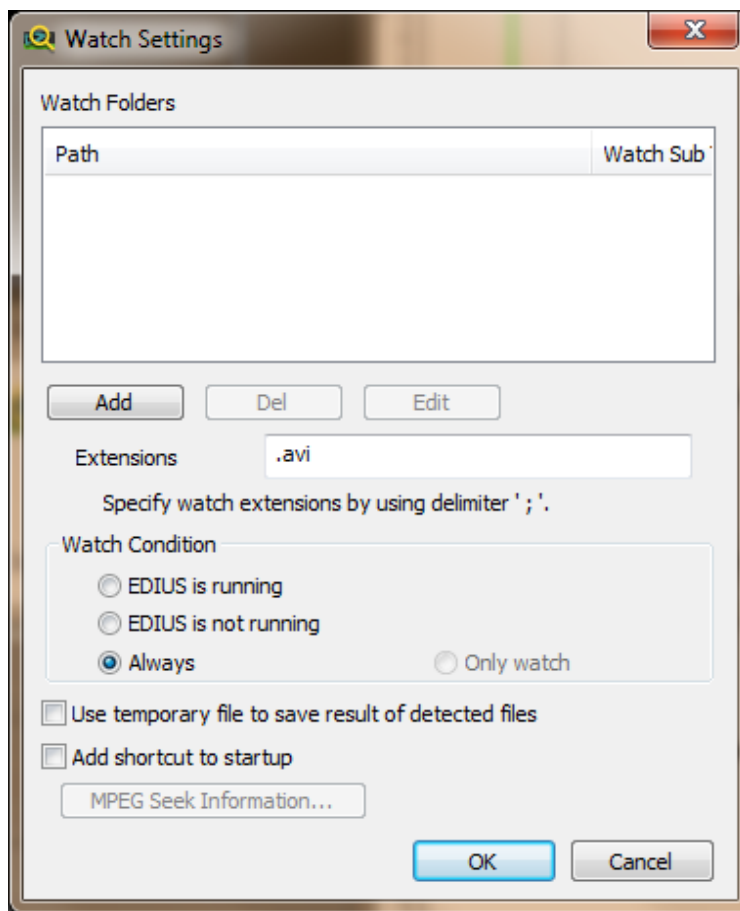 Watch Settings
Watch Folders
Path Watch Sub
Add Del Edit
Extensions .avi
Specify watch extensions by using delimiter ' ; '.
Watch Condition
EDIUS is running
EDIUS is not running
Always Only watch
Use temporary file to save result of detected files
Add shortcut to startup
MPEG Seek Information...
OK Cancel